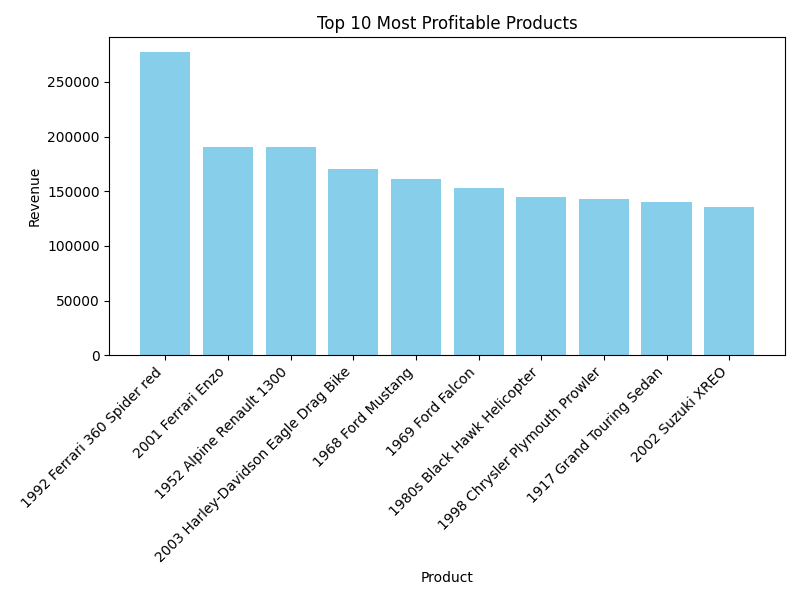 Top 10 Most Profitable Products
Revenue
250000
200000
150000
100000
50000
0
1992 Ferrari 360 Spider red
2001 Ferrari Enzo
1952 Alpine Renault 1300
2003 Harley-Davidson Eagle Drag Bike
1968 Ford Mustang
1969 Ford Falcon
1980s Black Hawk Helicopter
1998 Chrysler Plymouth Prowler
1917 Grand Touring Sedan
2002 Suzuki XREO
Product